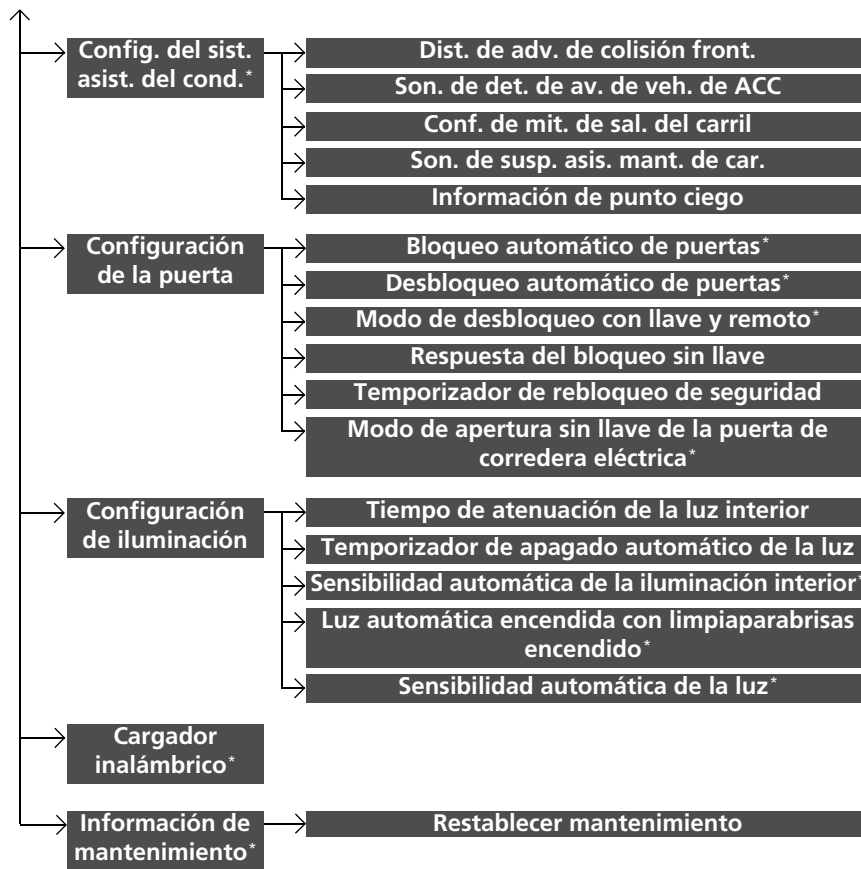 Config. del sist.
asist. del cond.*
Dist. de adv. de colisión front.
Son. de det. de av. de veh. de ACC
Conf. de mit. de sal. del carril
Son. de susp. asis. mant. de car.
Información de punto ciego
Configuración
de la puerta
Bloqueo automático de puertas*
Desbloqueo automático de puertas*
Modo de desbloqueo con llave y remoto*
Respuesta del bloqueo sin llave
Temporizador de rebloqueo de seguridad
Modo de apertura sin llave de la puerta de
corredera eléctrica*
Configuración
de iluminación
Tiempo de atenuación de la luz interior
Temporizador de apagado automático de la luz
Sensibilidad automática de la iluminación interior*
Luz automática encendida con limpiaparabrisas
encendido*
Sensibilidad automática de la luz*
Cargador
inalámbrico*
Información de
mantenimiento*
Restablecer mantenimiento